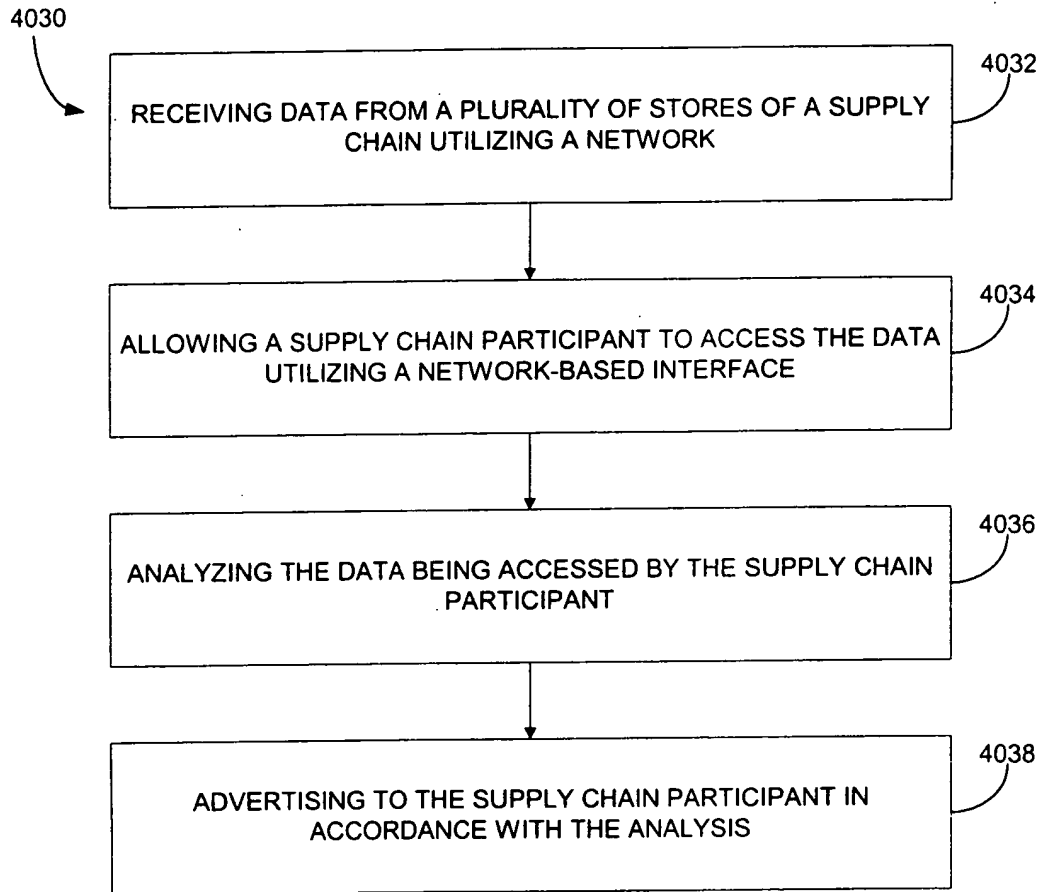 4030
4032
RECEIVING DATA FROM A PLURALITY OF STORES OF A SUPPLY
CHAIN UTILIZING A NETWORK
4034
ALLOWING A SUPPLY CHAIN PARTICIPANT TO ACCESS THE DATA
UTILIZING A NETWORK-BASED INTERFACE
4036
ANALYZING THE DATA BEING ACCESSED BY THE SUPPLY CHAIN
PARTICIPANT
4038
ADVERTISING TO THE SUPPLY CHAIN PARTICIPANT IN
ACCORDANCE WITH THE ANALYSIS